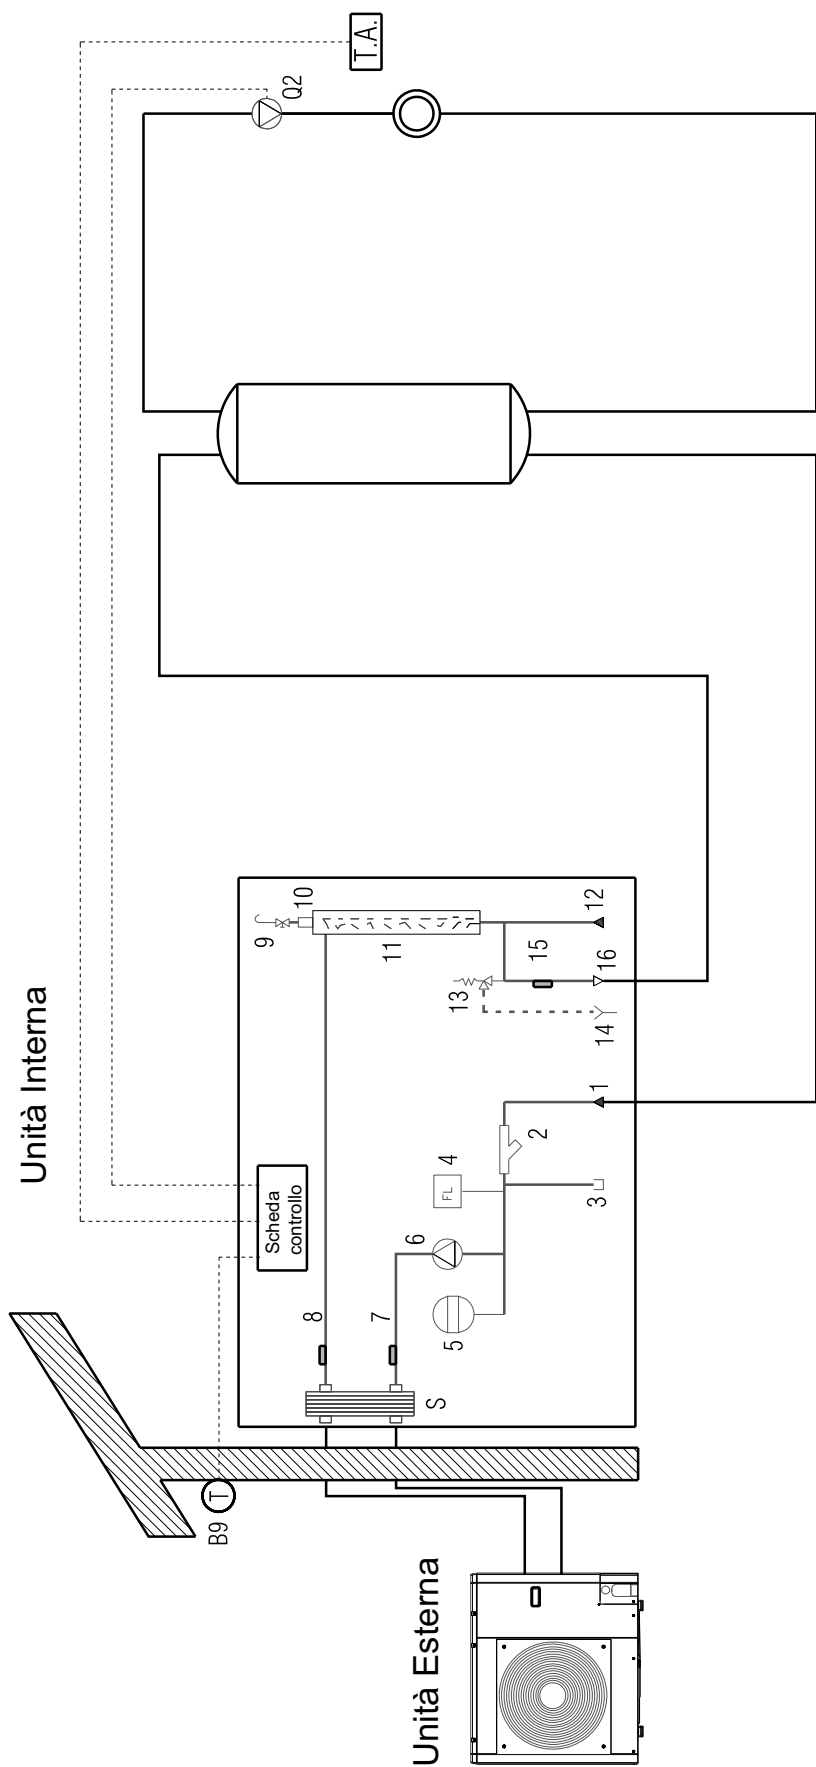 Unità Esterna
B9
T
Unità Interna
Scheda
controllo
S
8
7
5
6
4
FL
3
2
1
9
10
11
13
14
15
16
12
Q2
T.A.